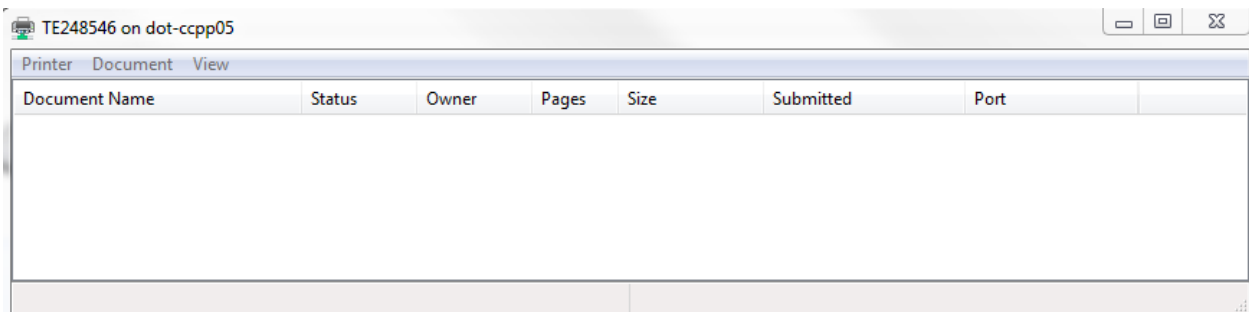 TE248546 on dot-ccpp05
Printer Document View
Document Name Status Owner Pages Size Submitted Port